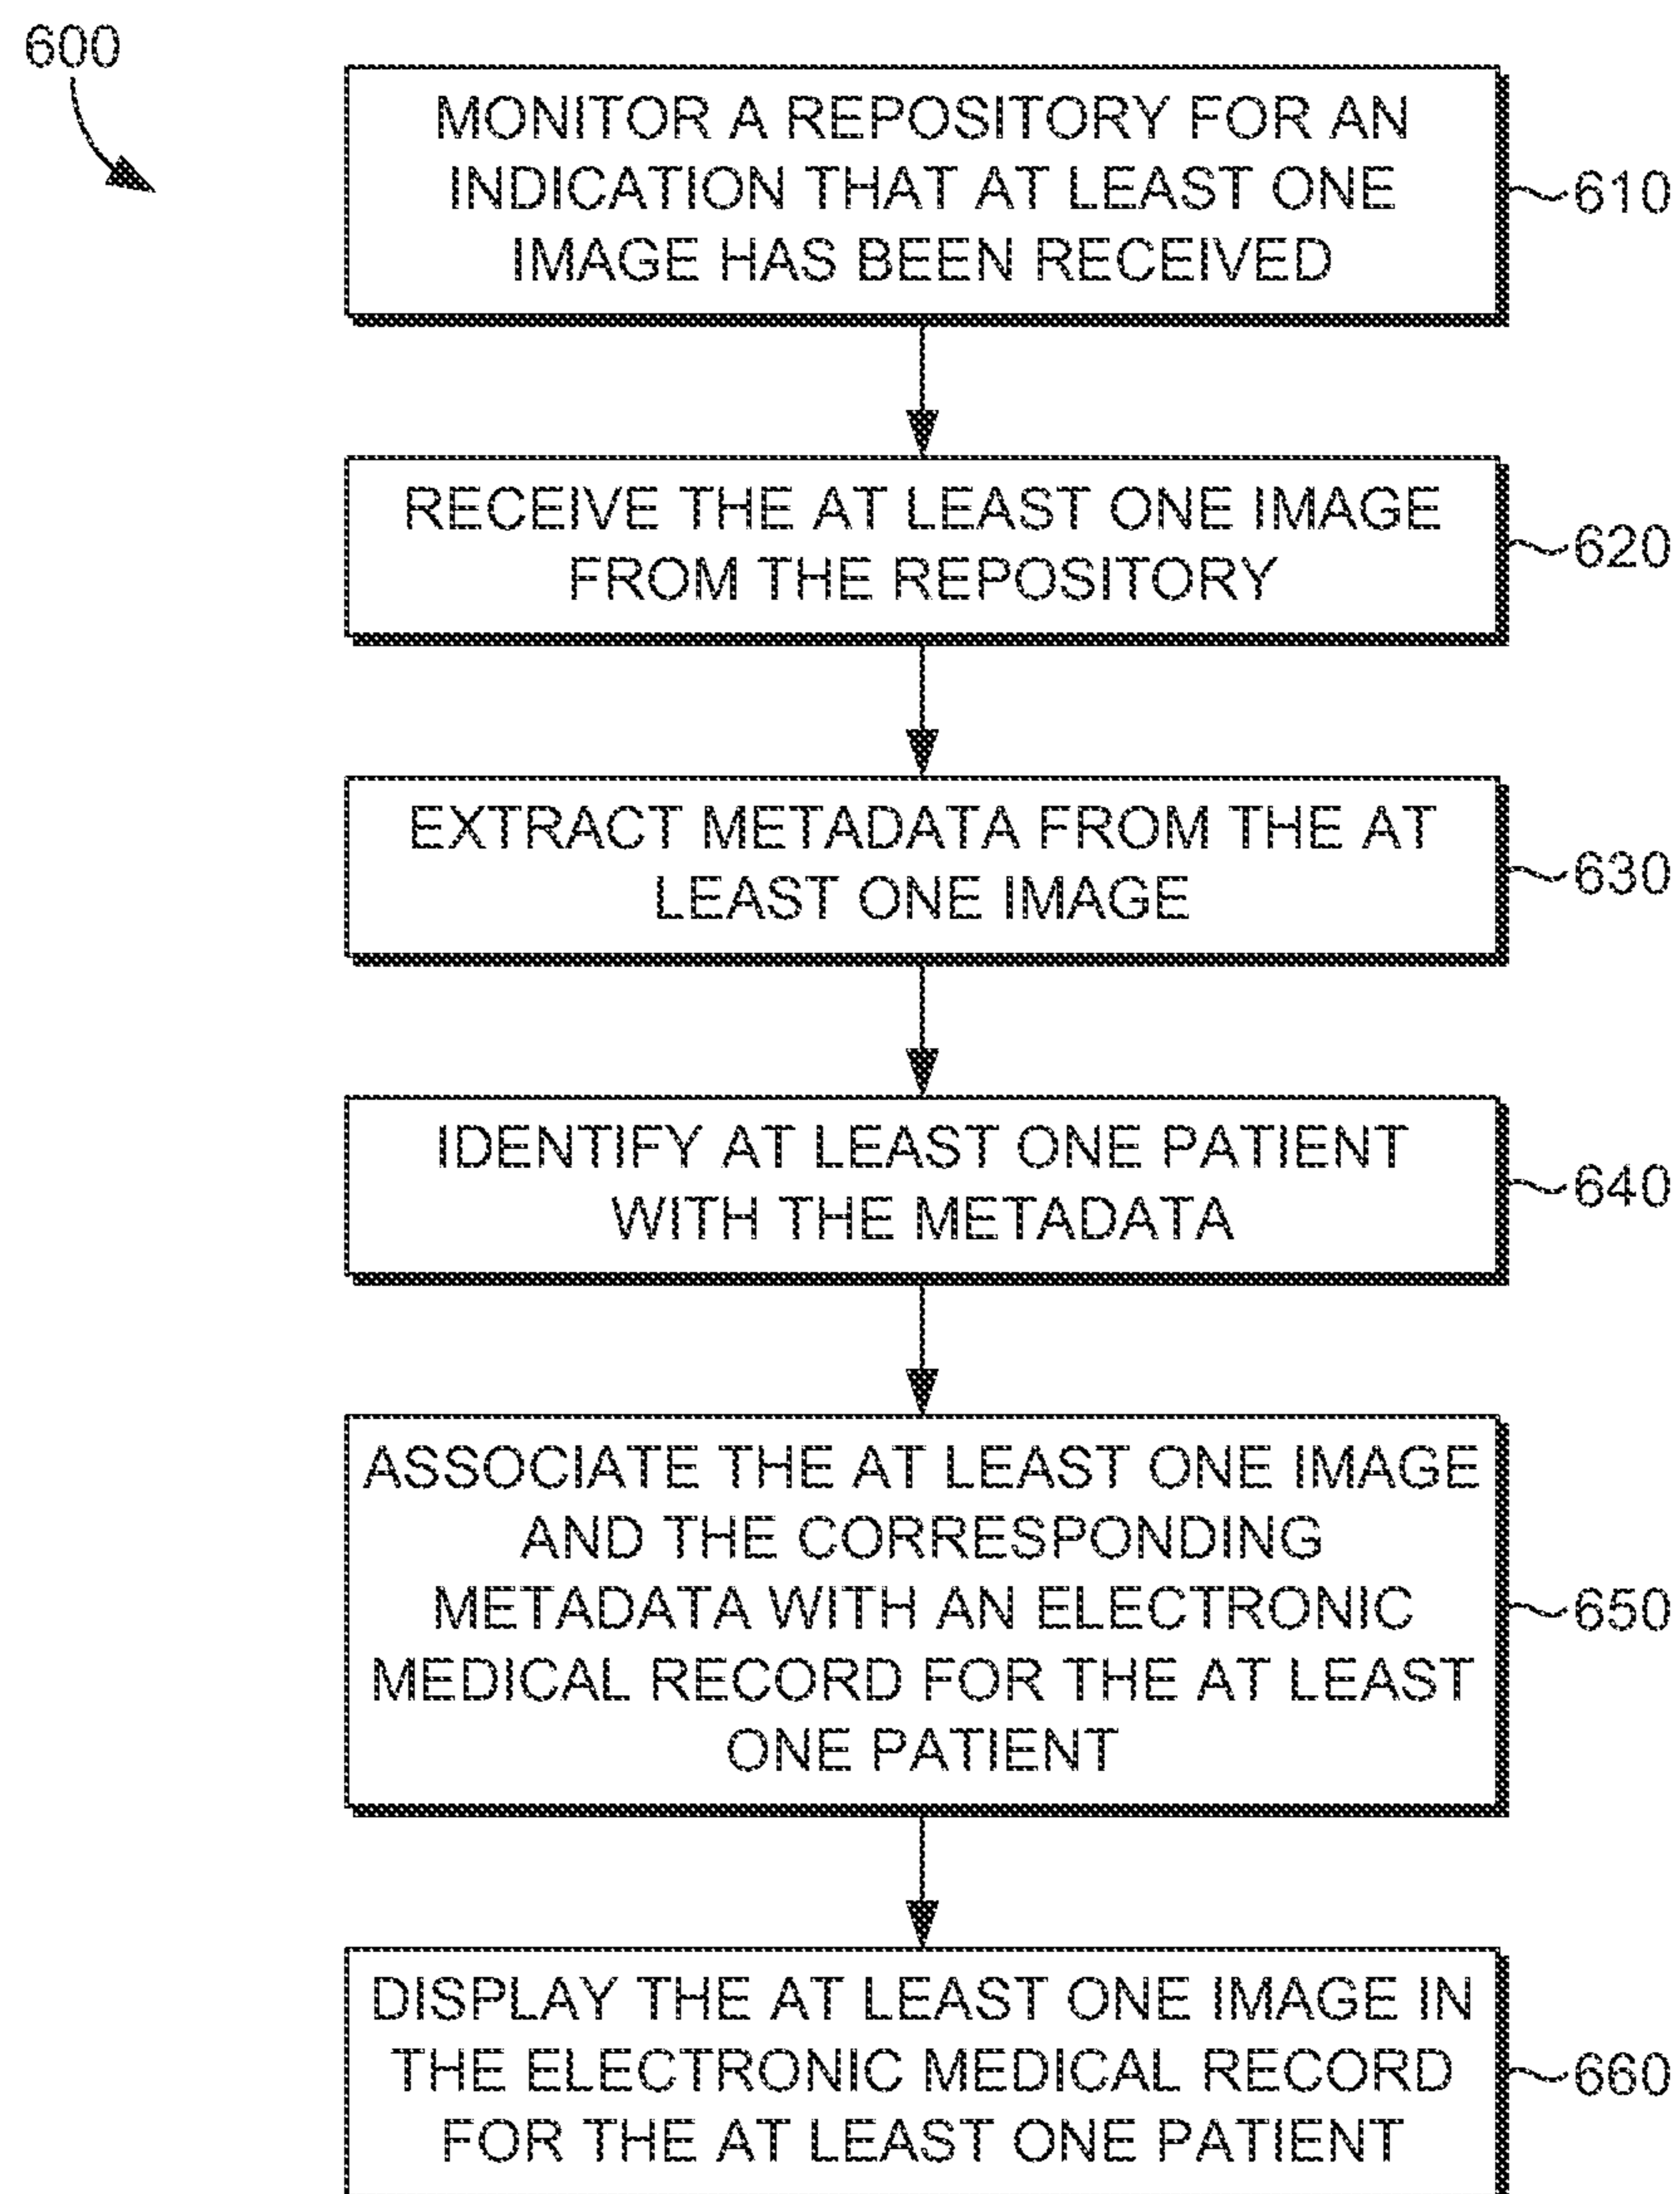 600
MONITOR A REPOSITORY FOR AN
INDICATION THAT AT LEAST ONE
IMAGE HAS BEEN RECEIVED
610
RECEIVE THE AT LEAST ONE IMAGE
FROM THE REPOSITORY
620
EXTRACT METADATA FROM THE AT
LEAST ONE IMAGE
630
IDENTIFY AT LEAST ONE PATIENT
WITH THE METADATA
640
ASSOCIATE THE AT LEAST ONE IMAGE
AND THE CORRESPONDING
METADATA WITH AN ELECTRONIC
MEDICAL RECORD FOR THE AT LEAST
ONE PATIENT
650
DISPLAY THE AT LEAST ONE IMAGE IN
THE ELECTRONIC MEDICAL RECORD
FOR THE AT LEAST ONE PATIENT
660